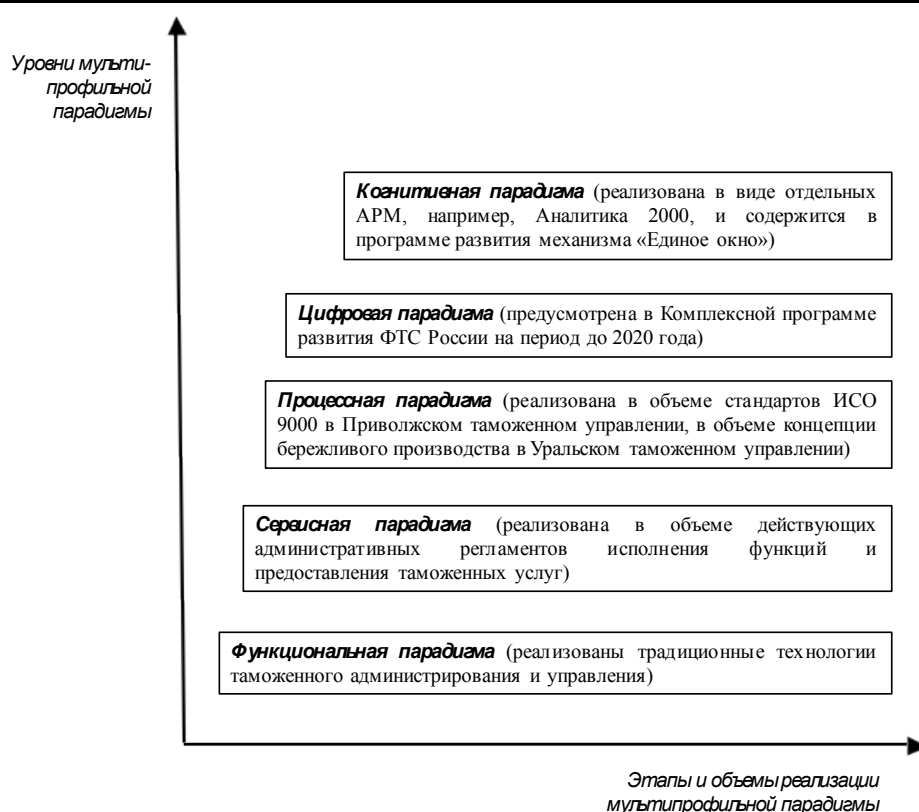 Уровни мульти-
профильной
парадигмы
Когнитивная парадигма (реализована в виде отдельных
АРМ, например, Аналитика 2000, и содержится в
программе развития механизма «Единое окно»)
Цифровая парадигма (предусмотрена в Комплексной программе
развития ФТС России на период до 2020 года)
Процессная парадигма (реализована в объеме стандартов ИСО
9000 в Приволжском таможенном управлении, в объеме концепции
бережливого производства в Уральском таможенном управлении)
Сервисная парадигма (реализована в объеме действующих
административных регламентов исполнения функций и
предоставления таможенных услуг)
Функциональная парадигма (реализованы традиционные технологии
таможенного администрирования и управления)
Этапы и объемы реализации
мультипрофильной парадигмы